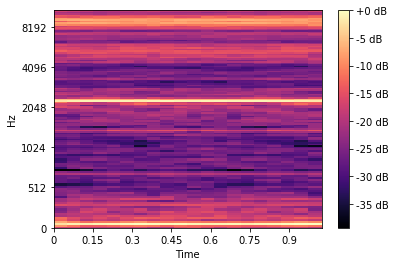 +0 dB
8192
-5 dB
4096
-10 dB
-15 dB
2048
-20 dB
Hz
1024
-25 dB
-30 dB
512
-35 dB
0
0 0.15 0.3 0.45 0.6 0.75 0.9
Time